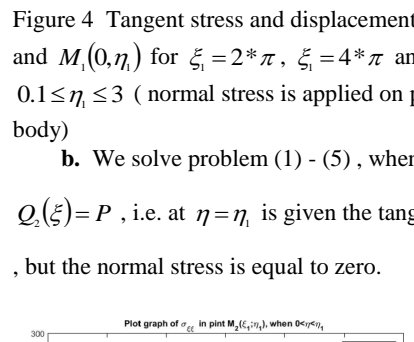 Figure 4 Tangent stress and displacement
and M₁(0,η₁) for ξ₁ = 2*π, ξ₁ = 4*π an
0.1 ≤ η₁ ≤ 3 ( normal stress is applied on p
body)
b. We solve problem (1) - (5) , wher
Q₂(ξ) = P , i.e. at η = η₁ is given the tang
, but the normal stress is equal to zero.
Plot graph of σ_ξξ in pint M₂(ξ₁;η₁), when 0<η<η₁
300